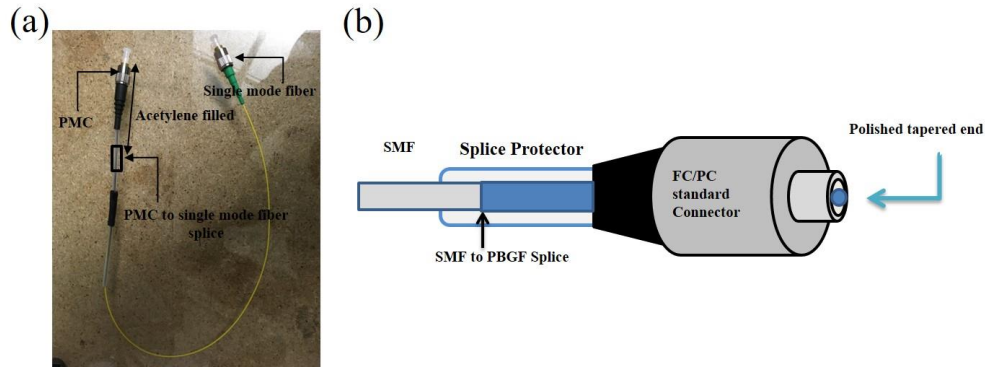 (a)
Single mode fiber
PMC
Acetylene filled
PMC to single mode fiber
splice
(b)
Polished tapered end
SMF
Splice Protector
FC/PC
standard
Connector
SMF to PBGF Splice